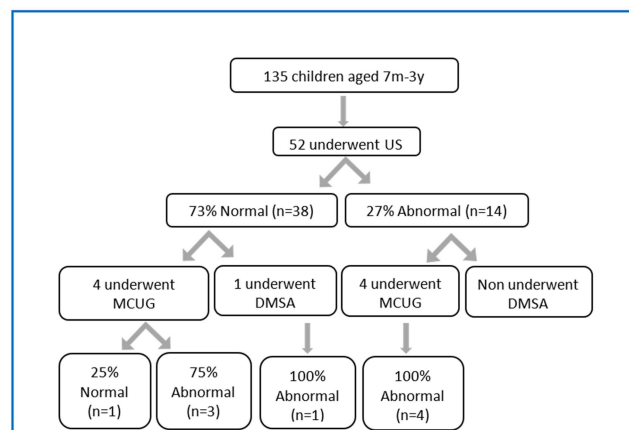 135 children aged 7m-3y
52 underwent US
73% Normal (n=38)
27% Abnormal (n=14)
4 underwent
MCUG
1 underwent
DMSA
4 underwent
MCUG
Non underwent
DMSA
25%
Normal
(n=1)
75%
Abnormal
(n=3)
100%
Abnormal
(n=1)
100%
Abnormal
(n=4)